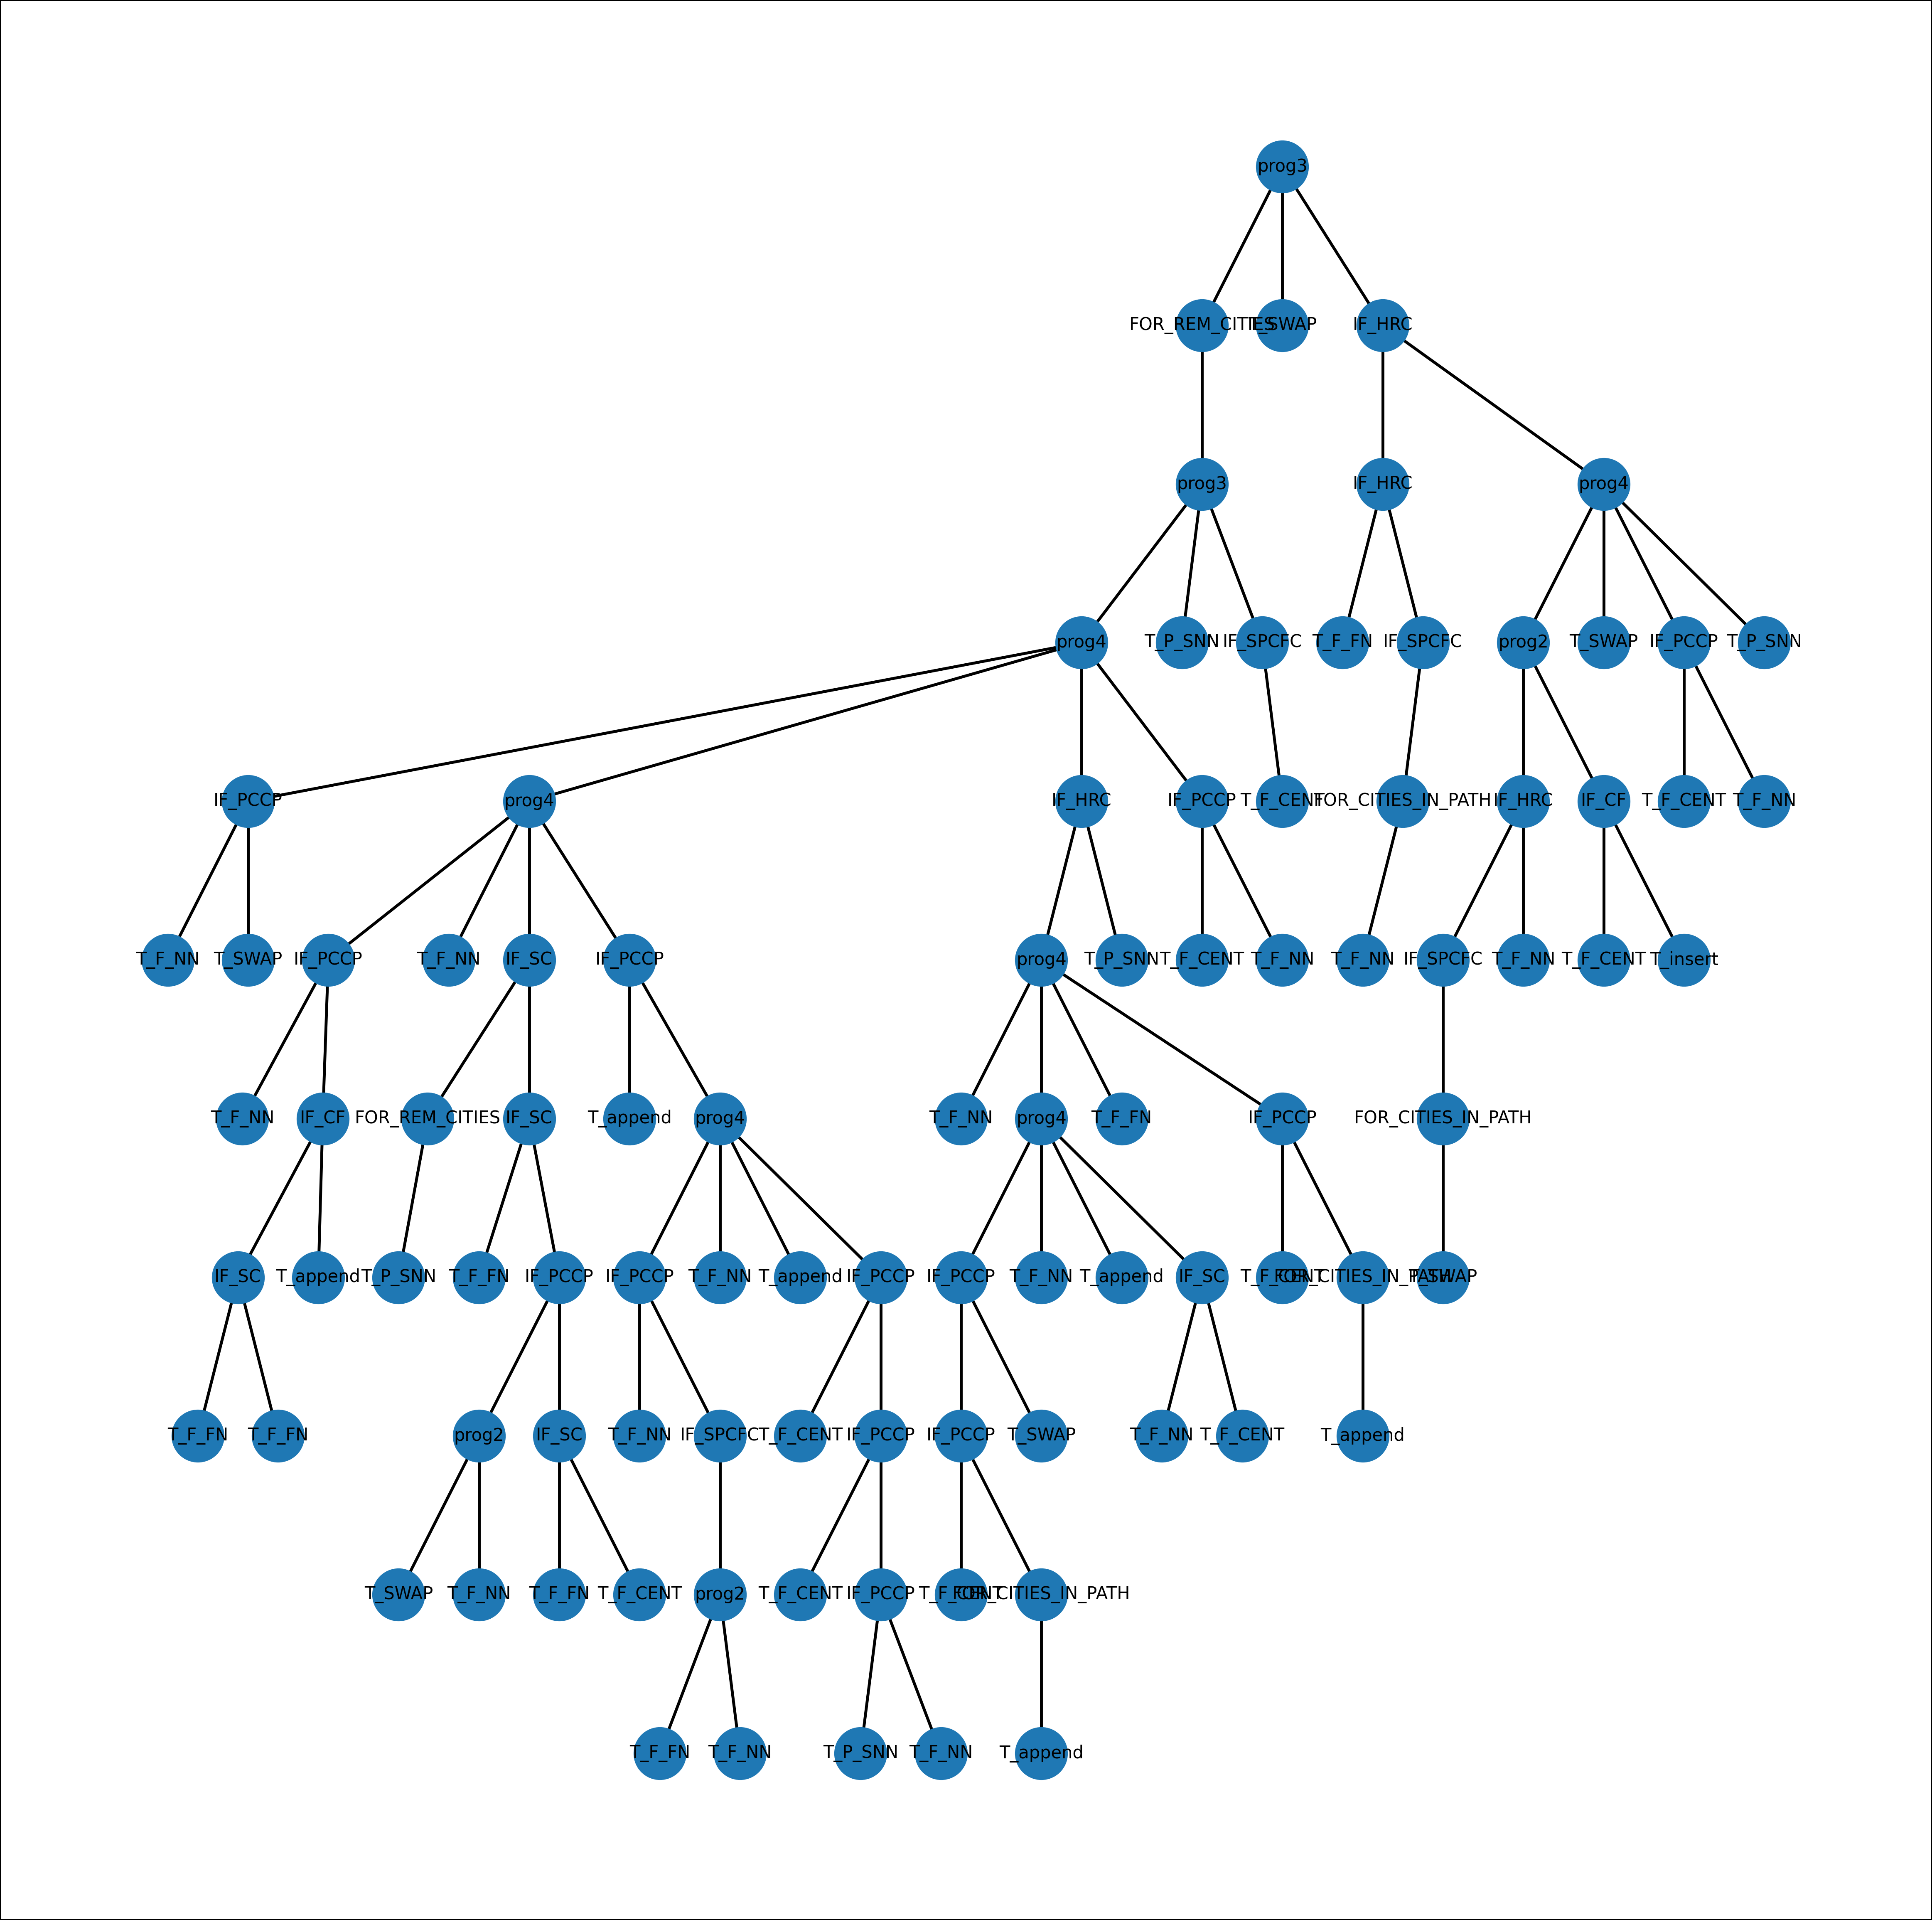 prog3
FOR_REM_CITIES T_SWAP IF_HRC
prog3 IF_HRC prog4
prog4 T_P_SNN IF_SPCFC T_F_FN IF_SPCFC prog2 T_SWAP IF_PCCP T_P_SNN
IF_PCCP prog4 IF_HRC IF_PCCP T_F_CENT FOR_CITIES_IN_PATH IF_HRC IF_CF T_F_CENT T_F_NN
T_F_NN T_SWAP IF_PCCP T_F_NN IF_SC IF_PCCP prog4 T_P_SNN T_F_CENT T_F_NN T_F_NN IF_SPCFC T_F_NN T_F_CENT T_insert
T_F_NN IF_CF FOR_REM_CITIES IF_SC T_append prog4 T_F_NN prog4 T_F_FN IF_PCCP FOR_CITIES_IN_PATH
IF_SC T_append T_P_SNN T_F_FN IF_PCCP IF_PCCP T_F_NN T_append IF_PCCP IF_PCCP T_F_NN T_append IF_SC T_F_CENT FOR_CITIES_IN_PATH T_SWAP
T_F_FN T_F_FN prog2 IF_SC T_F_NN IF_SPCFC T_F_CENT IF_PCCP IF_PCCP T_SWAP T_F_NN T_F_CENT T_append
T_SWAP T_F_NN T_F_FN T_F_CENT prog2 T_F_CENT IF_PCCP T_F_CENT FOR_CITIES_IN_PATH
T_F_FN T_F_NN T_P_SNN T_F_NN T_append